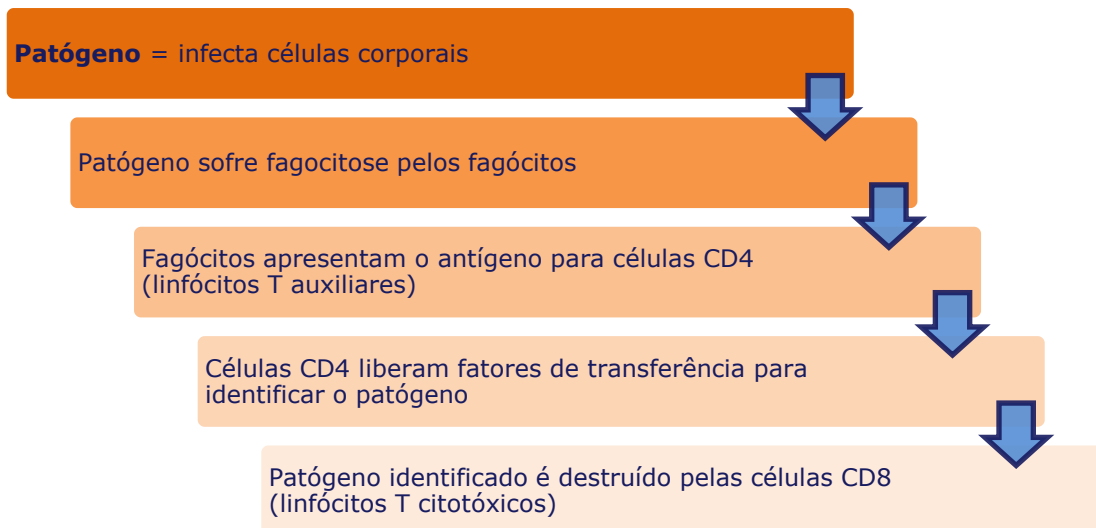 Patógeno = infecta células corporais
Patógeno sofre fagocitose pelos fagócitos
Fagócitos apresentam o antígeno para células CD4
(linfócitos T auxiliares)
Células CD4 liberam fatores de transferência para
identificar o patógeno
Patógeno identificado é destruído pelas células CD8
(linfócitos T citotóxicos)